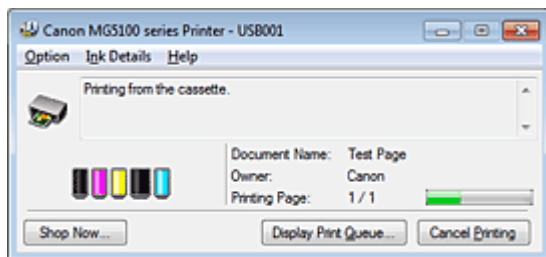 Canon MG5100 series Printer - USB001
Option Ink Details Help
Printing from the cassette.
Document Name: Test Page
Owner: Canon
Printing Page: 1 / 1
Shop Now... Display Print Queue... Cancel Printing